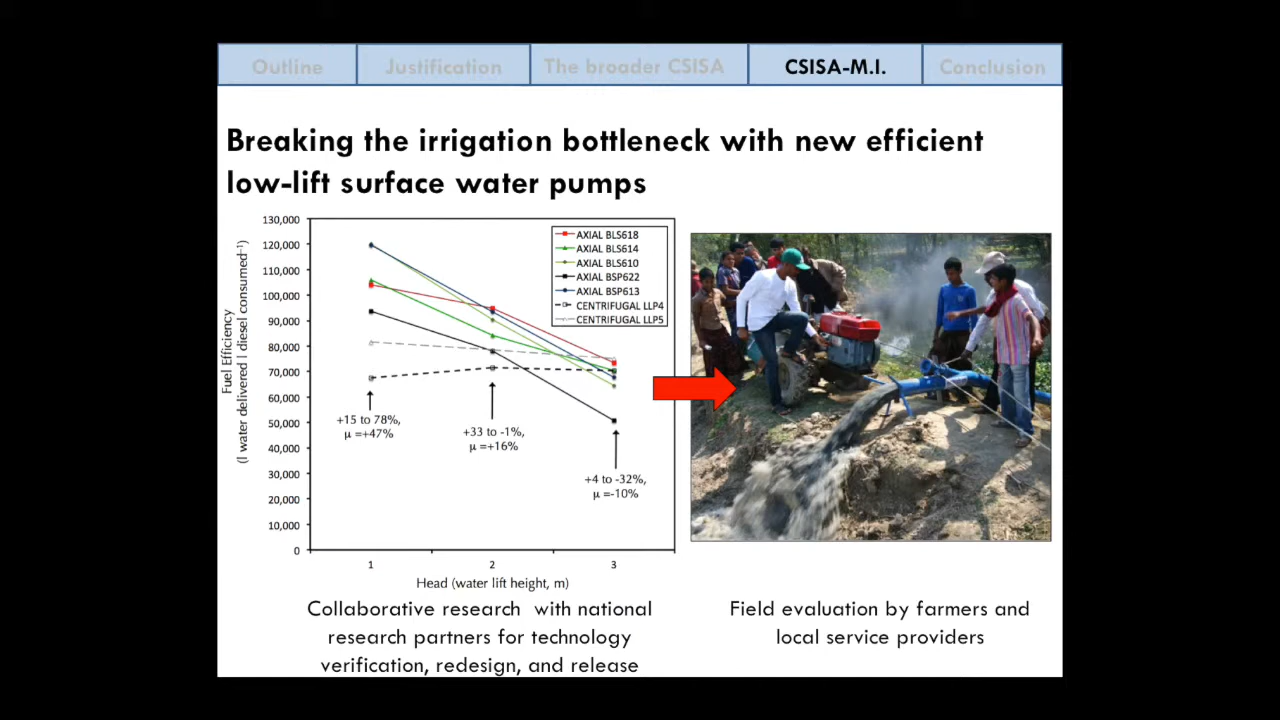 Outline
Justification
The broader CSISA
CSISA-M.I.
Conclusion
Breaking the irrigation bottleneck with new efficient
low-lift surface water pumps
Fuel Efficiency
(l water delivered l diesel consumed⁻¹)
130,000
120,000
110,000
100,000
90,000
80,000
70,000
60,000
50,000
40,000
30,000
20,000
10,000
0
AXIAL BLS618
AXIAL BLS614
AXIAL BLS610
AXIAL BSP622
AXIAL BSP613
CENTRIFUGAL LLP4
CENTRIFUGAL LLP5
+15 to 78%,
μ =+47%
+33 to -1%,
μ =+16%
+4 to -32%,
μ =-10%
1
2
3
Head (water lift height, m)
Collaborative research with national
research partners for technology
verification, redesign, and release
Field evaluation by farmers and
local service providers